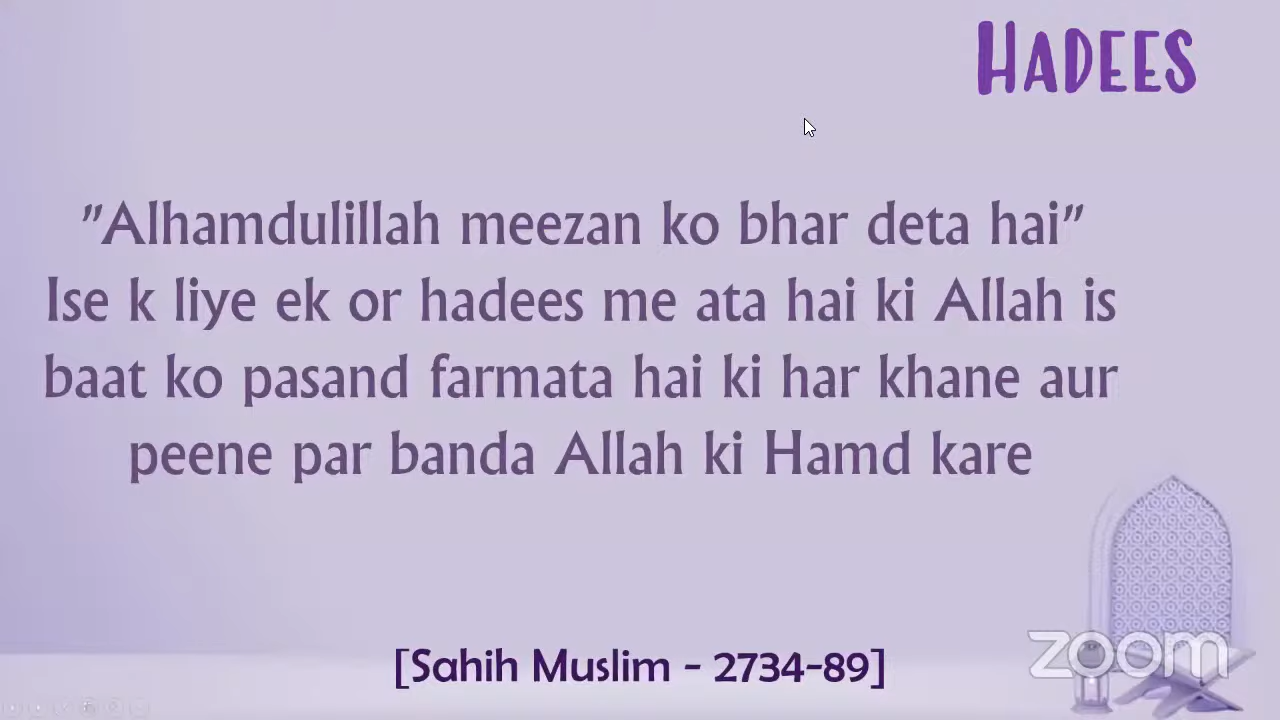 HADEES
"Alhamdulillah meezan ko bhar deta hai"
Ise k liye ek or hadees me ata hai ki Allah is
baat ko pasand farmata hai ki har khane aur
peene par banda Allah ki Hamd kare
[Sahih Muslim - 2734-89]
zoom